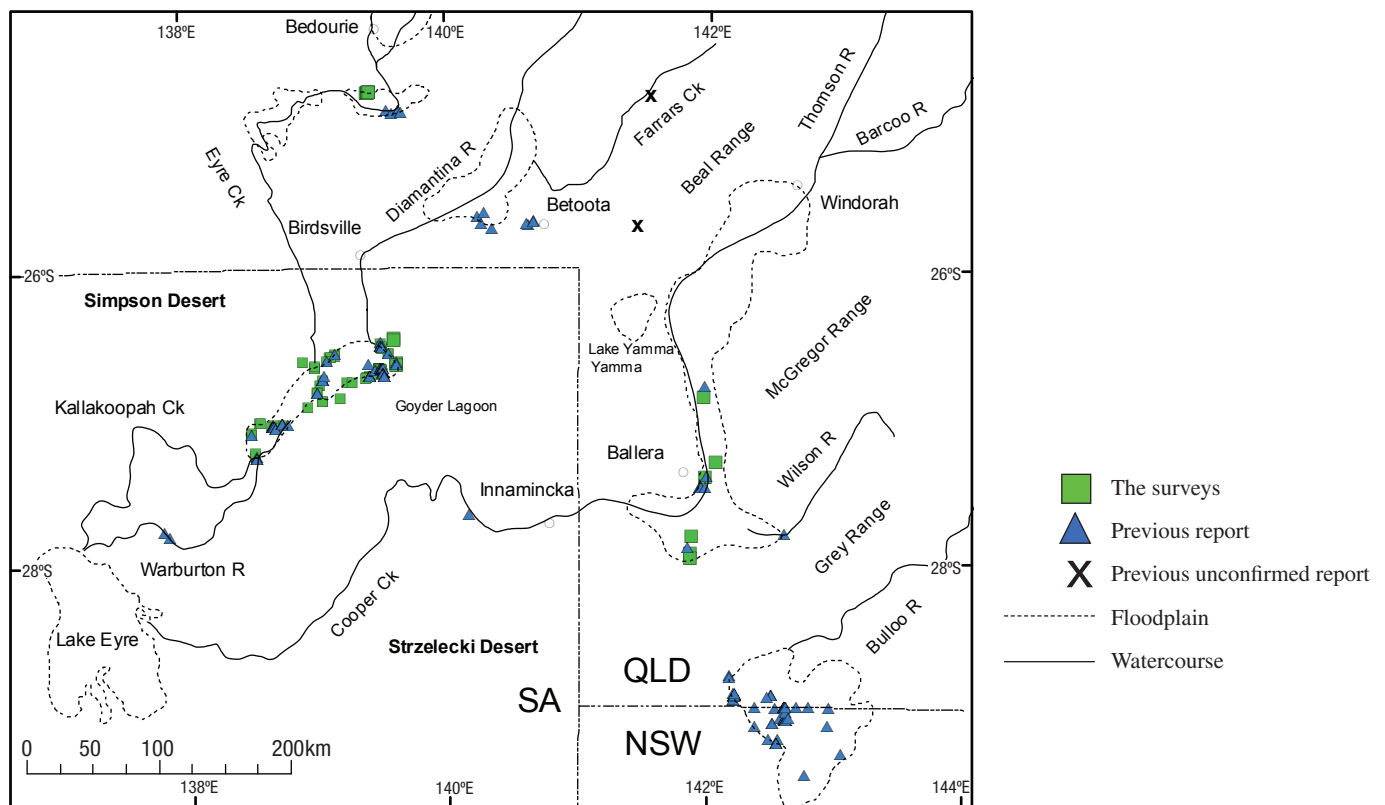 138ºE
140ºE
142ºE
Bedourie
Thomson R
Farrars Ck
Barcoo R
Beal Range
Eyre Ck
Diamantina R
Betoota
Windorah
Birdsville
26ºS
26ºS
Simpson Desert
McGregor Range
Lake Yamma
Yamma
Kallakoopah Ck
Goyder Lagoon
Ballera
Wilson R
Innamincka
Grey Range
28ºS
28ºS
Warburton R
Cooper Ck
Bulloo R
Lake Eyre
Strzelecki Desert
QLD
SA
NSW
0 50 100 200km
138ºE
140ºE
142ºE
144ºE
The surveys
Previous report
X Previous unconfirmed report
Floodplain
Watercourse
x
x